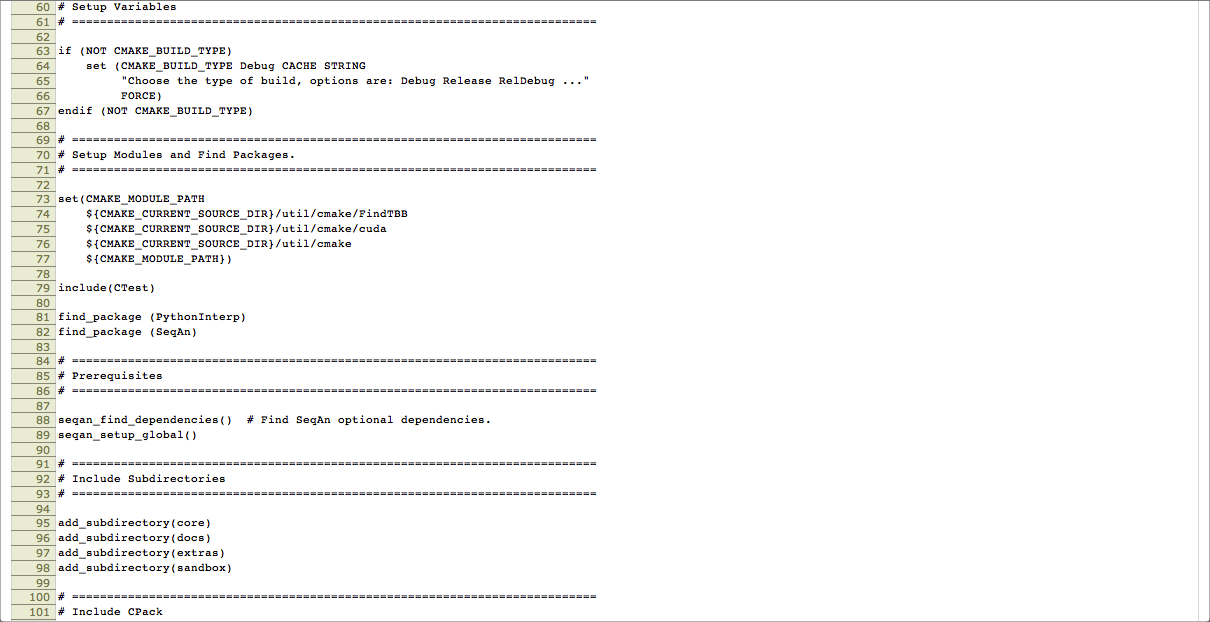 60 # Setup Variables
61 # ===========================================================================
62
63 if (NOT CMAKE_BUILD_TYPE)
64     set (CMAKE_BUILD_TYPE Debug CACHE STRING
65          "Choose the type of build, options are: Debug Release RelDebug ..."
66          FORCE)
67 endif (NOT CMAKE_BUILD_TYPE)
68
69 # ===========================================================================
70 # Setup Modules and Find Packages.
71 # ===========================================================================
72
73 set(CMAKE_MODULE_PATH
74     ${CMAKE_CURRENT_SOURCE_DIR}/util/cmake/FindTBB
75     ${CMAKE_CURRENT_SOURCE_DIR}/util/cmake/cuda
76     ${CMAKE_CURRENT_SOURCE_DIR}/util/cmake
77     ${CMAKE_MODULE_PATH})
78
79 include(CTest)
80
81 find_package (PythonInterp)
82 find_package (SeqAn)
83
84 # ===========================================================================
85 # Prerequisites
86 # ===========================================================================
87
88 seqan_find_dependencies()  # Find SeqAn optional dependencies.
89 seqan_setup_global()
90
91 # ===========================================================================
92 # Include Subdirectories
93 # ===========================================================================
94
95 add_subdirectory(core)
96 add_subdirectory(docs)
97 add_subdirectory(extras)
98 add_subdirectory(sandbox)
99
100 # ===========================================================================
101 # Include CPack